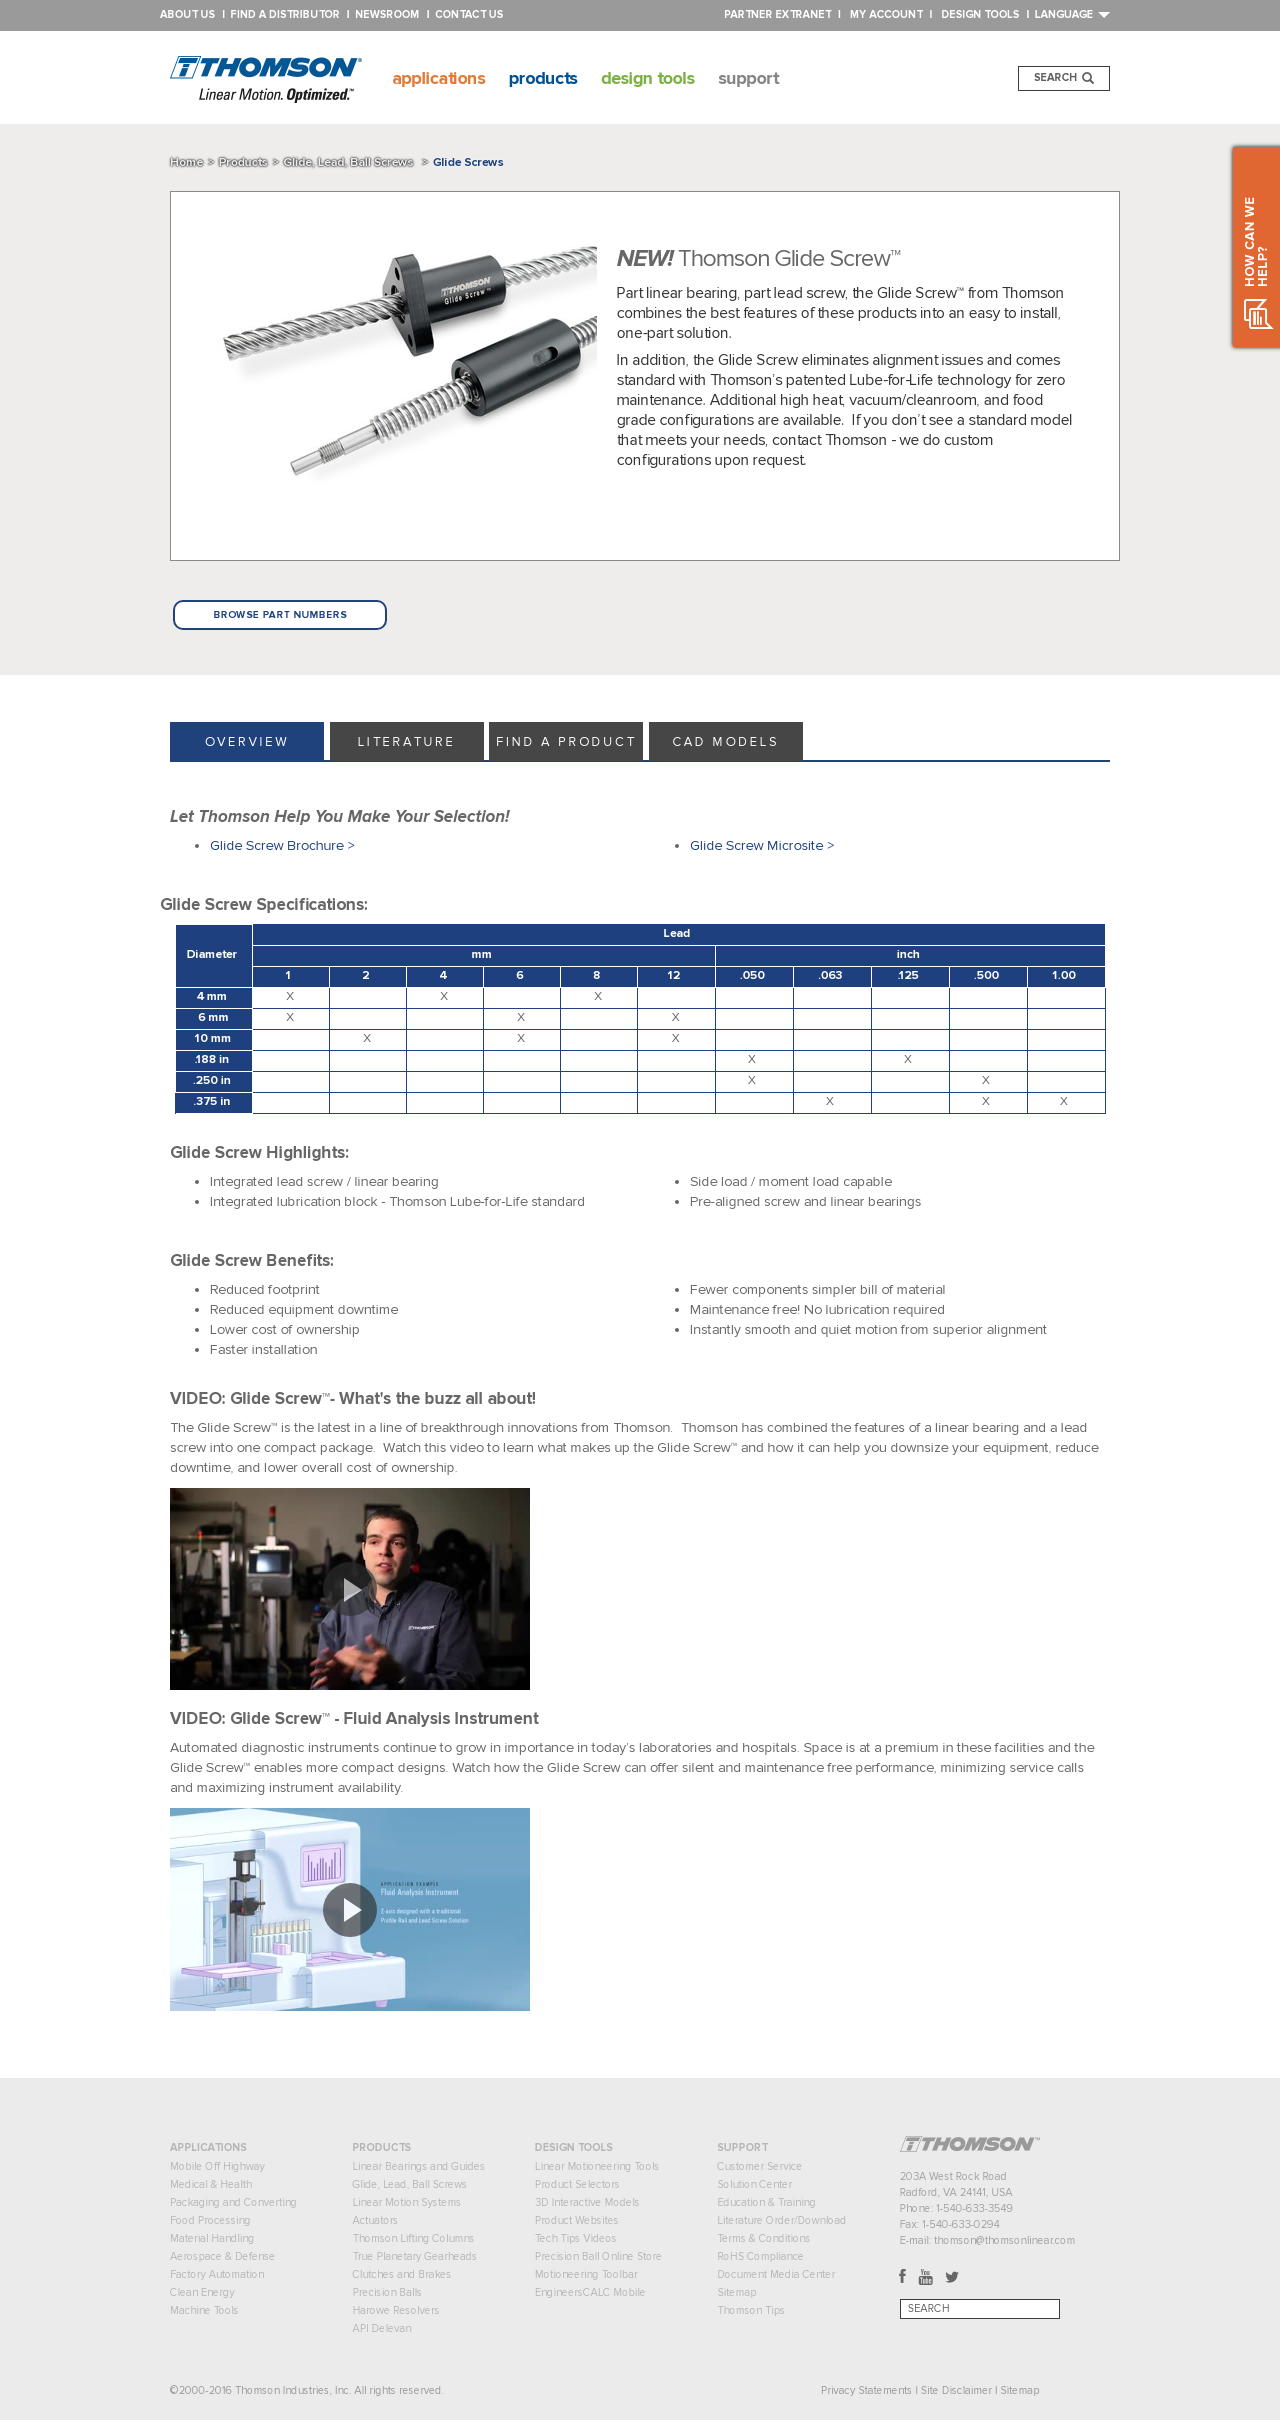 ABOUT US | FIND A DISTRIBUTOR | NEWSROOM | CONTACT US
PARTNER EXTRANET | MY ACCOUNT | DESIGN TOOLS | LANGUAGE
THOMSON®
Linear Motion. Optimized.™
applications products design tools support
SEARCH
Home > Products > Glide, Lead, Ball Screws > Glide Screws
HOW CAN WE
HELP?
THOMSON
Glide Screw™
NEW! Thomson Glide Screw™
Part linear bearing, part lead screw, the Glide Screw™ from Thomson
combines the best features of these products into an easy to install,
one-part solution.
In addition, the Glide Screw eliminates alignment issues and comes
standard with Thomson's patented Lube-for-Life technology for zero
maintenance. Additional high heat, vacuum/cleanroom, and food
grade configurations are available.  If you don't see a standard model
that meets your needs, contact Thomson - we do custom
configurations upon request.
BROWSE PART NUMBERS
OVERVIEW LITERATURE FIND A PRODUCT CAD MODELS
Let Thomson Help You Make Your Selection!
• Glide Screw Brochure >
• Glide Screw Microsite >
Glide Screw Specifications:
Diameter Lead
mm inch
1 2 4 6 8 12 .050 .063 .125 .500 1.00
4 mm X X X
6 mm X X X
10 mm X X X
.188 in X X
.250 in X X
.375 in X X X
Glide Screw Highlights:
• Integrated lead screw / linear bearing
• Integrated lubrication block - Thomson Lube-for-Life standard
• Side load / moment load capable
• Pre-aligned screw and linear bearings
Glide Screw Benefits:
• Reduced footprint
• Reduced equipment downtime
• Lower cost of ownership
• Faster installation
• Fewer components simpler bill of material
• Maintenance free! No lubrication required
• Instantly smooth and quiet motion from superior alignment
VIDEO: Glide Screw™- What's the buzz all about!
The Glide Screw™ is the latest in a line of breakthrough innovations from Thomson.  Thomson has combined the features of a linear bearing and a lead
screw into one compact package.  Watch this video to learn what makes up the Glide Screw™ and how it can help you downsize your equipment, reduce
downtime, and lower overall cost of ownership.
THOMSON
VIDEO: Glide Screw™ - Fluid Analysis Instrument
Automated diagnostic instruments continue to grow in importance in today's laboratories and hospitals. Space is at a premium in these facilities and the
Glide Screw™ enables more compact designs. Watch how the Glide Screw can offer silent and maintenance free performance, minimizing service calls
and maximizing instrument availability.
APPLICATION EXAMPLE
Fluid Analysis Instrument
Z-axis designed with a traditional
Profile Rail and Lead Screw Solution
APPLICATIONS
Mobile Off Highway
Medical & Health
Packaging and Converting
Food Processing
Material Handling
Aerospace & Defense
Factory Automation
Clean Energy
Machine Tools
PRODUCTS
Linear Bearings and Guides
Glide, Lead, Ball Screws
Linear Motion Systems
Actuators
Thomson Lifting Columns
True Planetary Gearheads
Clutches and Brakes
Precision Balls
Harowe Resolvers
API Delevan
DESIGN TOOLS
Linear Motioneering Tools
Product Selectors
3D Interactive Models
Product Websites
Tech Tips Videos
Precision Ball Online Store
Motioneering Toolbar
EngineersCALC Mobile
SUPPORT
Customer Service
Solution Center
Education & Training
Literature Order/Download
Terms & Conditions
RoHS Compliance
Document Media Center
Sitemap
Thomson Tips
THOMSON™
203A West Rock Road
Radford, VA 24141, USA
Phone: 1-540-633-3549
Fax: 1-540-633-0294
E-mail: thomson@thomsonlinear.com
f You Tube
SEARCH
©2000-2016 Thomson Industries, Inc. All rights reserved.
Privacy Statements | Site Disclaimer | Sitemap